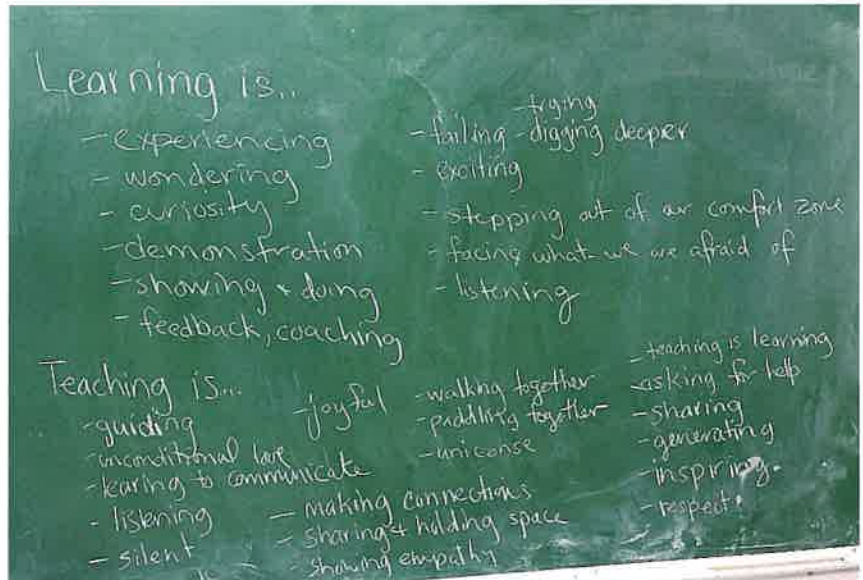 Learning is..
- experiencing
- wondering
- curiosity
- demonstration
- showing & doing
- feedback, coaching
- trying
- failing - digging deeper
- exciting
- stepping out of our comfort zone
- facing what we are afraid of
- listening
Teaching is...
- guiding
- unconditional love
- learing to communicate
- listening
- silent
- joyful
- making connections
- sharing & holding space
- showing empathy
- walking together
- paddling together
- teaching is learning
- asking for help
- sharing
- generating
- inspiring
- respect